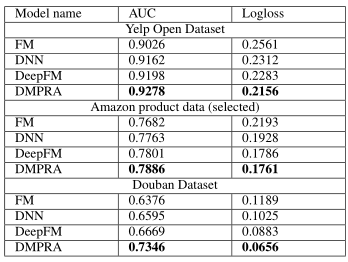 Model name AUC Logloss
Yelp Open Dataset
FM 0.9026 0.2561
DNN 0.9162 0.2312
DeepFM 0.9198 0.2283
DMPRA 0.9278 0.2156
Amazon product data (selected)
FM 0.7682 0.2193
DNN 0.7763 0.1928
DeepFM 0.7801 0.1786
DMPRA 0.7886 0.1761
Douban Dataset
FM 0.6376 0.1189
DNN 0.6595 0.1025
DeepFM 0.6669 0.0883
DMPRA 0.7346 0.0656